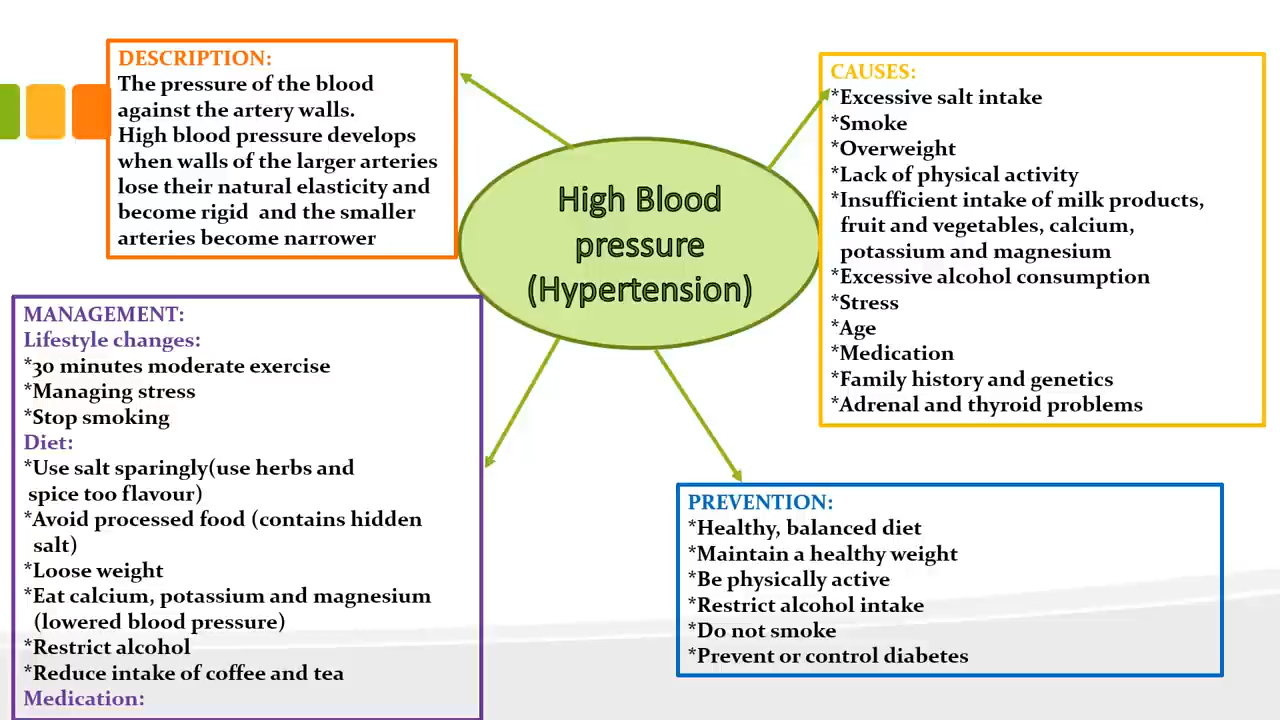 DESCRIPTION:
The pressure of the blood
against the artery walls.
High blood pressure develops
when walls of the larger arteries
lose their natural elasticity and
become rigid  and the smaller
arteries become narrower
High Blood
pressure
(Hypertension)
CAUSES:
*Excessive salt intake
*Smoke
*Overweight
*Lack of physical activity
*Insufficient intake of milk products,
fruit and vegetables, calcium,
potassium and magnesium
*Excessive alcohol consumption
*Stress
*Age
*Medication
*Family history and genetics
*Adrenal and thyroid problems
MANAGEMENT:
Lifestyle changes:
*30 minutes moderate exercise
*Managing stress
*Stop smoking
Diet:
*Use salt sparingly(use herbs and
spice too flavour)
*Avoid processed food (contains hidden
salt)
*Loose weight
*Eat calcium, potassium and magnesium
(lowered blood pressure)
*Restrict alcohol
*Reduce intake of coffee and tea
Medication:
PREVENTION:
*Healthy, balanced diet
*Maintain a healthy weight
*Be physically active
*Restrict alcohol intake
*Do not smoke
*Prevent or control diabetes